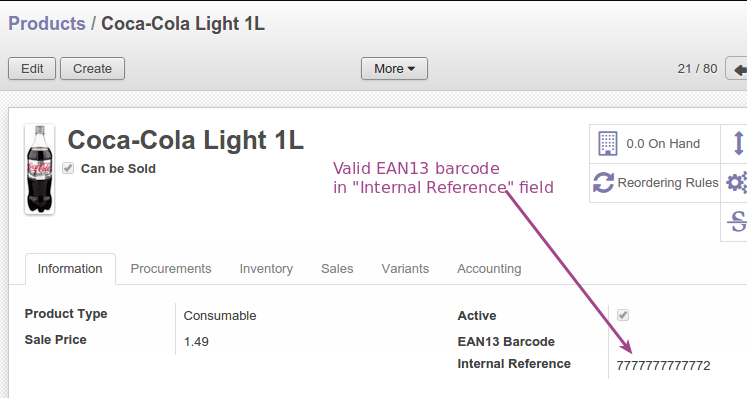 Products / Coca-Cola Light 1L
Edit Create More 21 / 80
Coca-Cola Light 1L
Can be Sold
Valid EAN13 barcode
in "Internal Reference" field
0.0 On Hand
Reordering Rules
Information Procurements Inventory Sales Variants Accounting
Product Type Consumable Active
Sale Price 1.49 EAN13 Barcode
Internal Reference 7777777777772